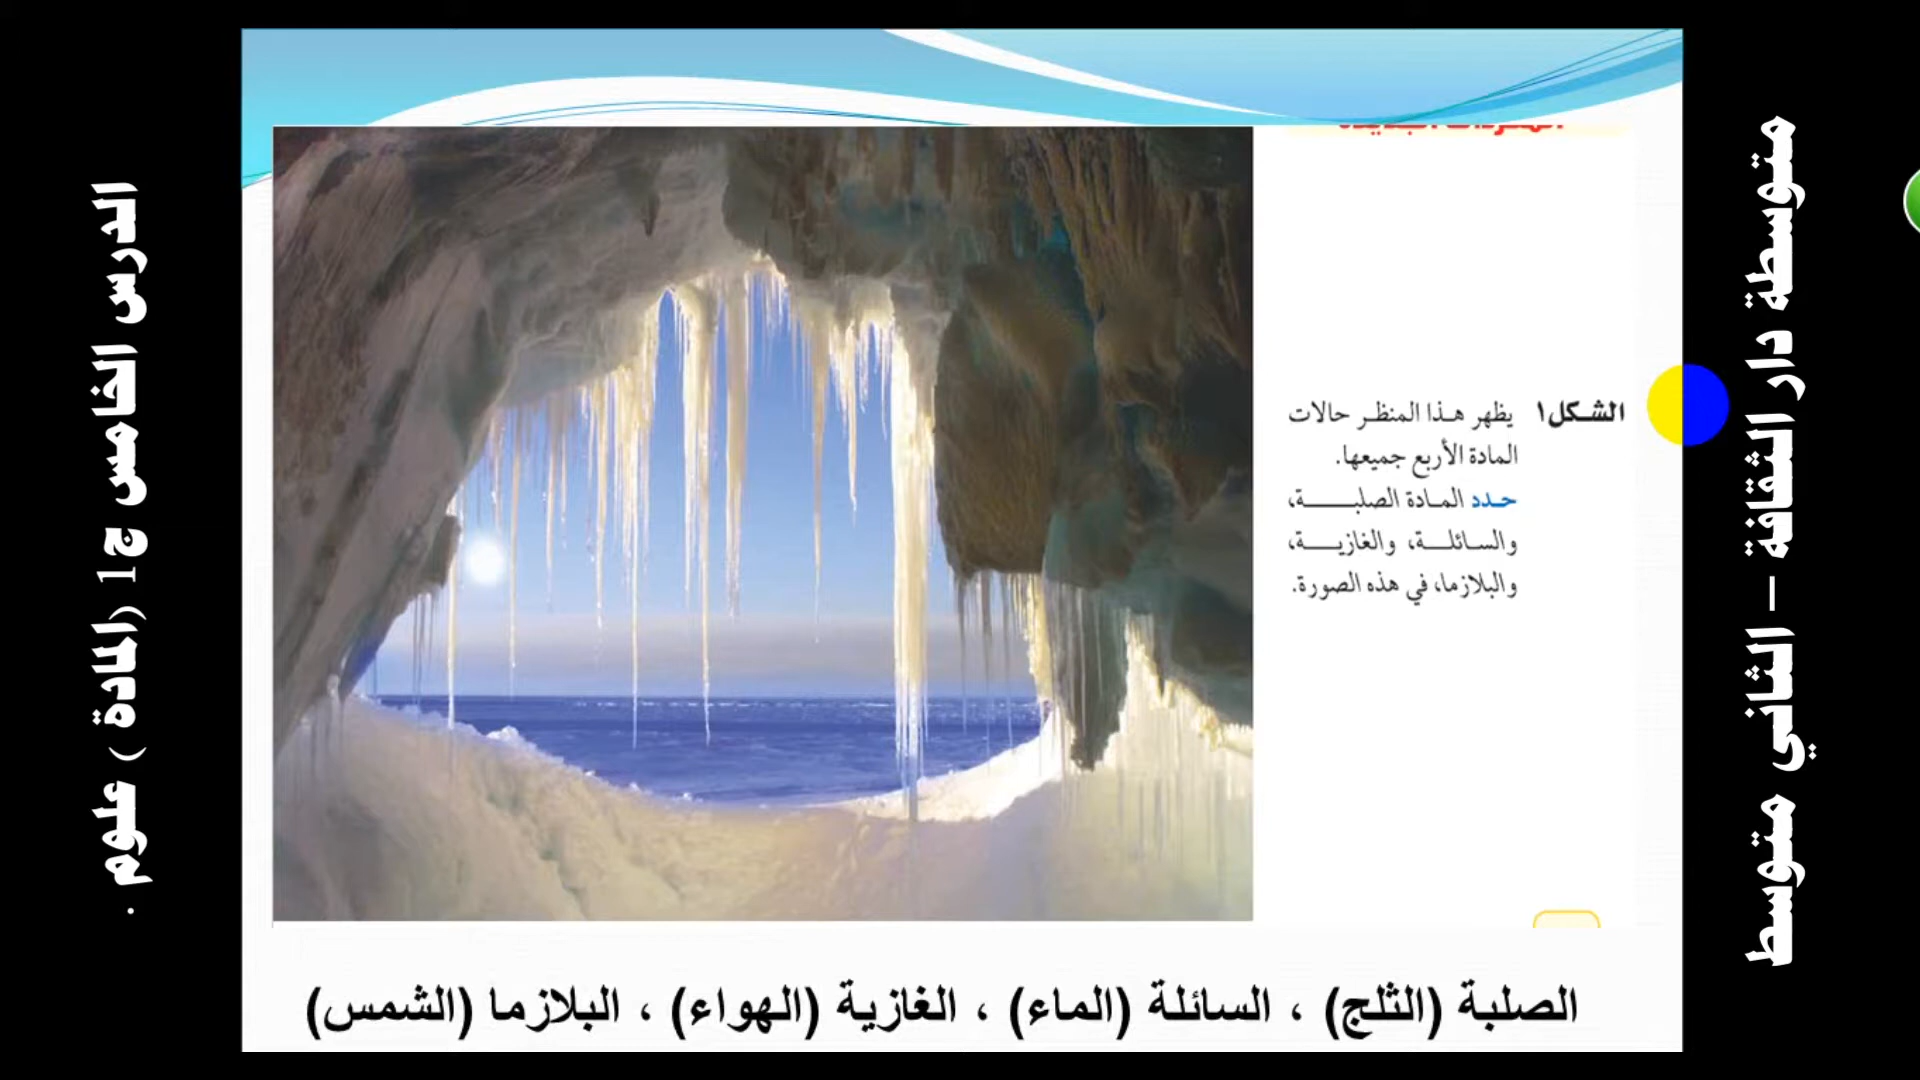 متوسطة دار الثقافة – الثاني متوسط
الشكل١ يظهر هذا المنظر حالات
المادة الأربع جميعها.
حدد المادة الصلبة،
والسائلة، والغازية،
والبلازما، في هذه الصورة.
الصلبة (الثلج) ، السائلة (الماء) ، الغازية (الهواء) ، البلازما (الشمس)
الدرس الخامس ج1 (المادة ) علوم .